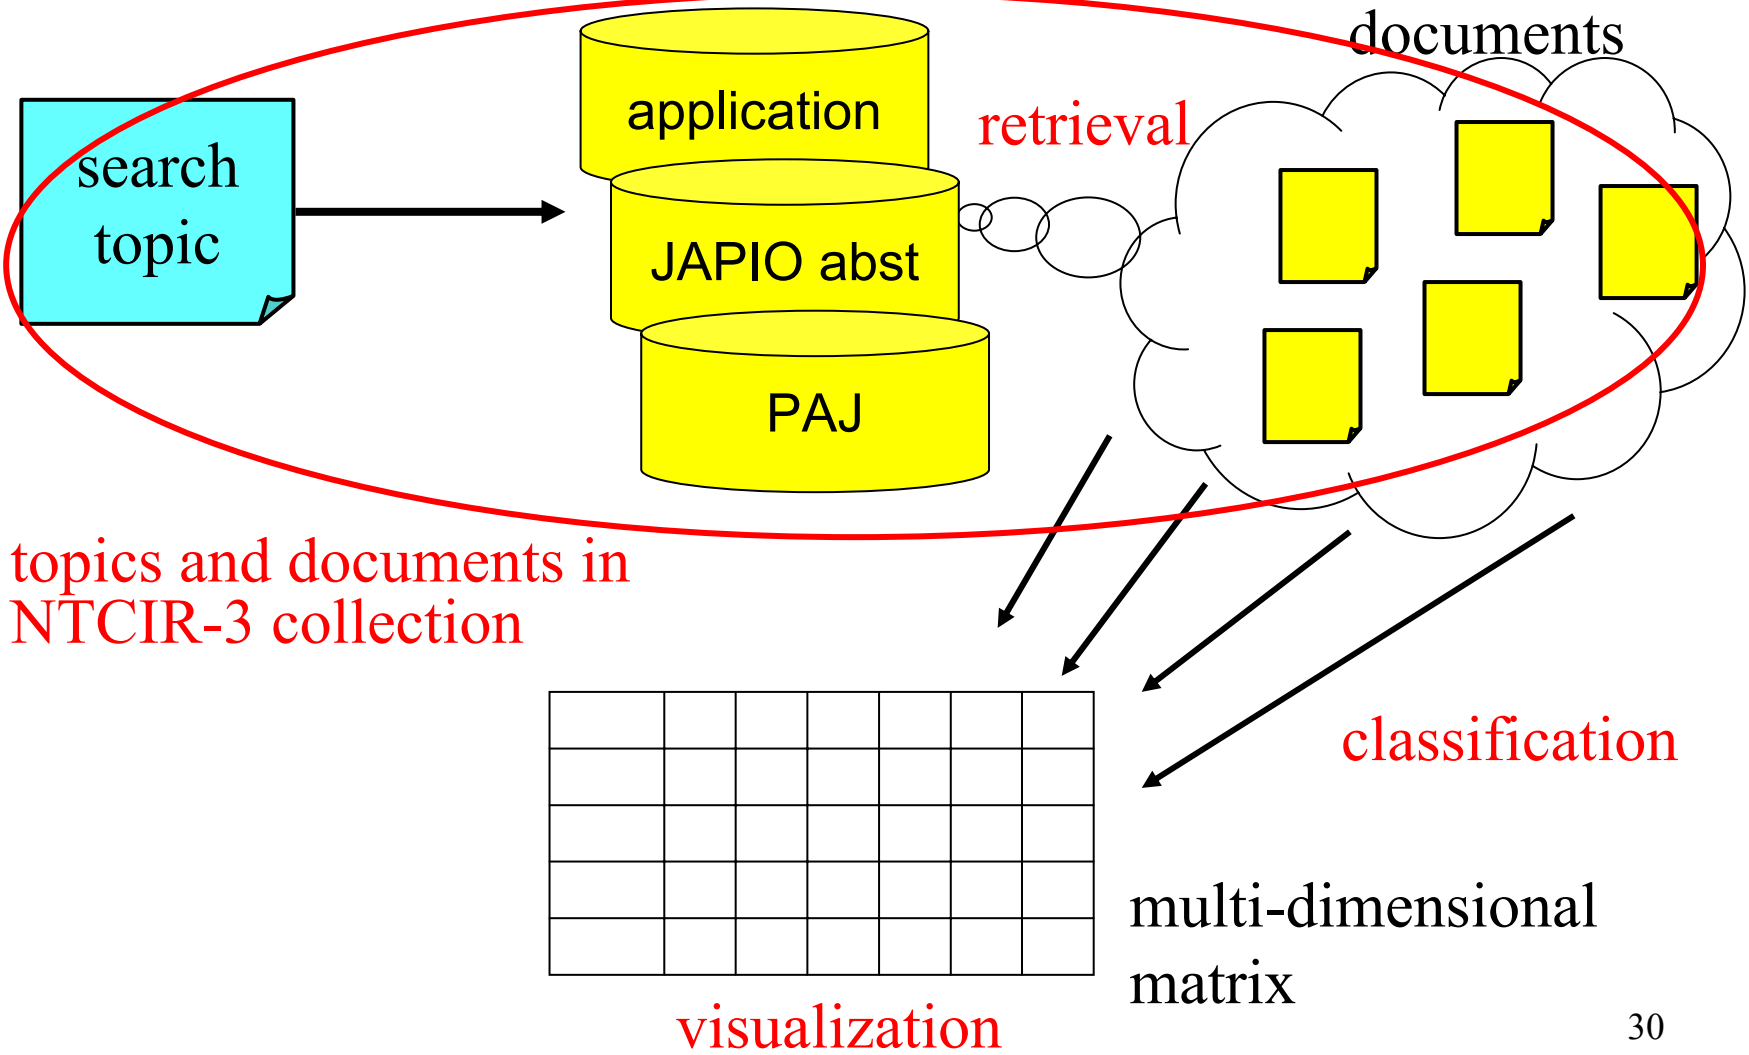 documents
application
retrieval
search
topic
JAPIO abst
PAJ
topics and documents in
NTCIR-3 collection
classification
multi-dimensional
matrix
visualization
30